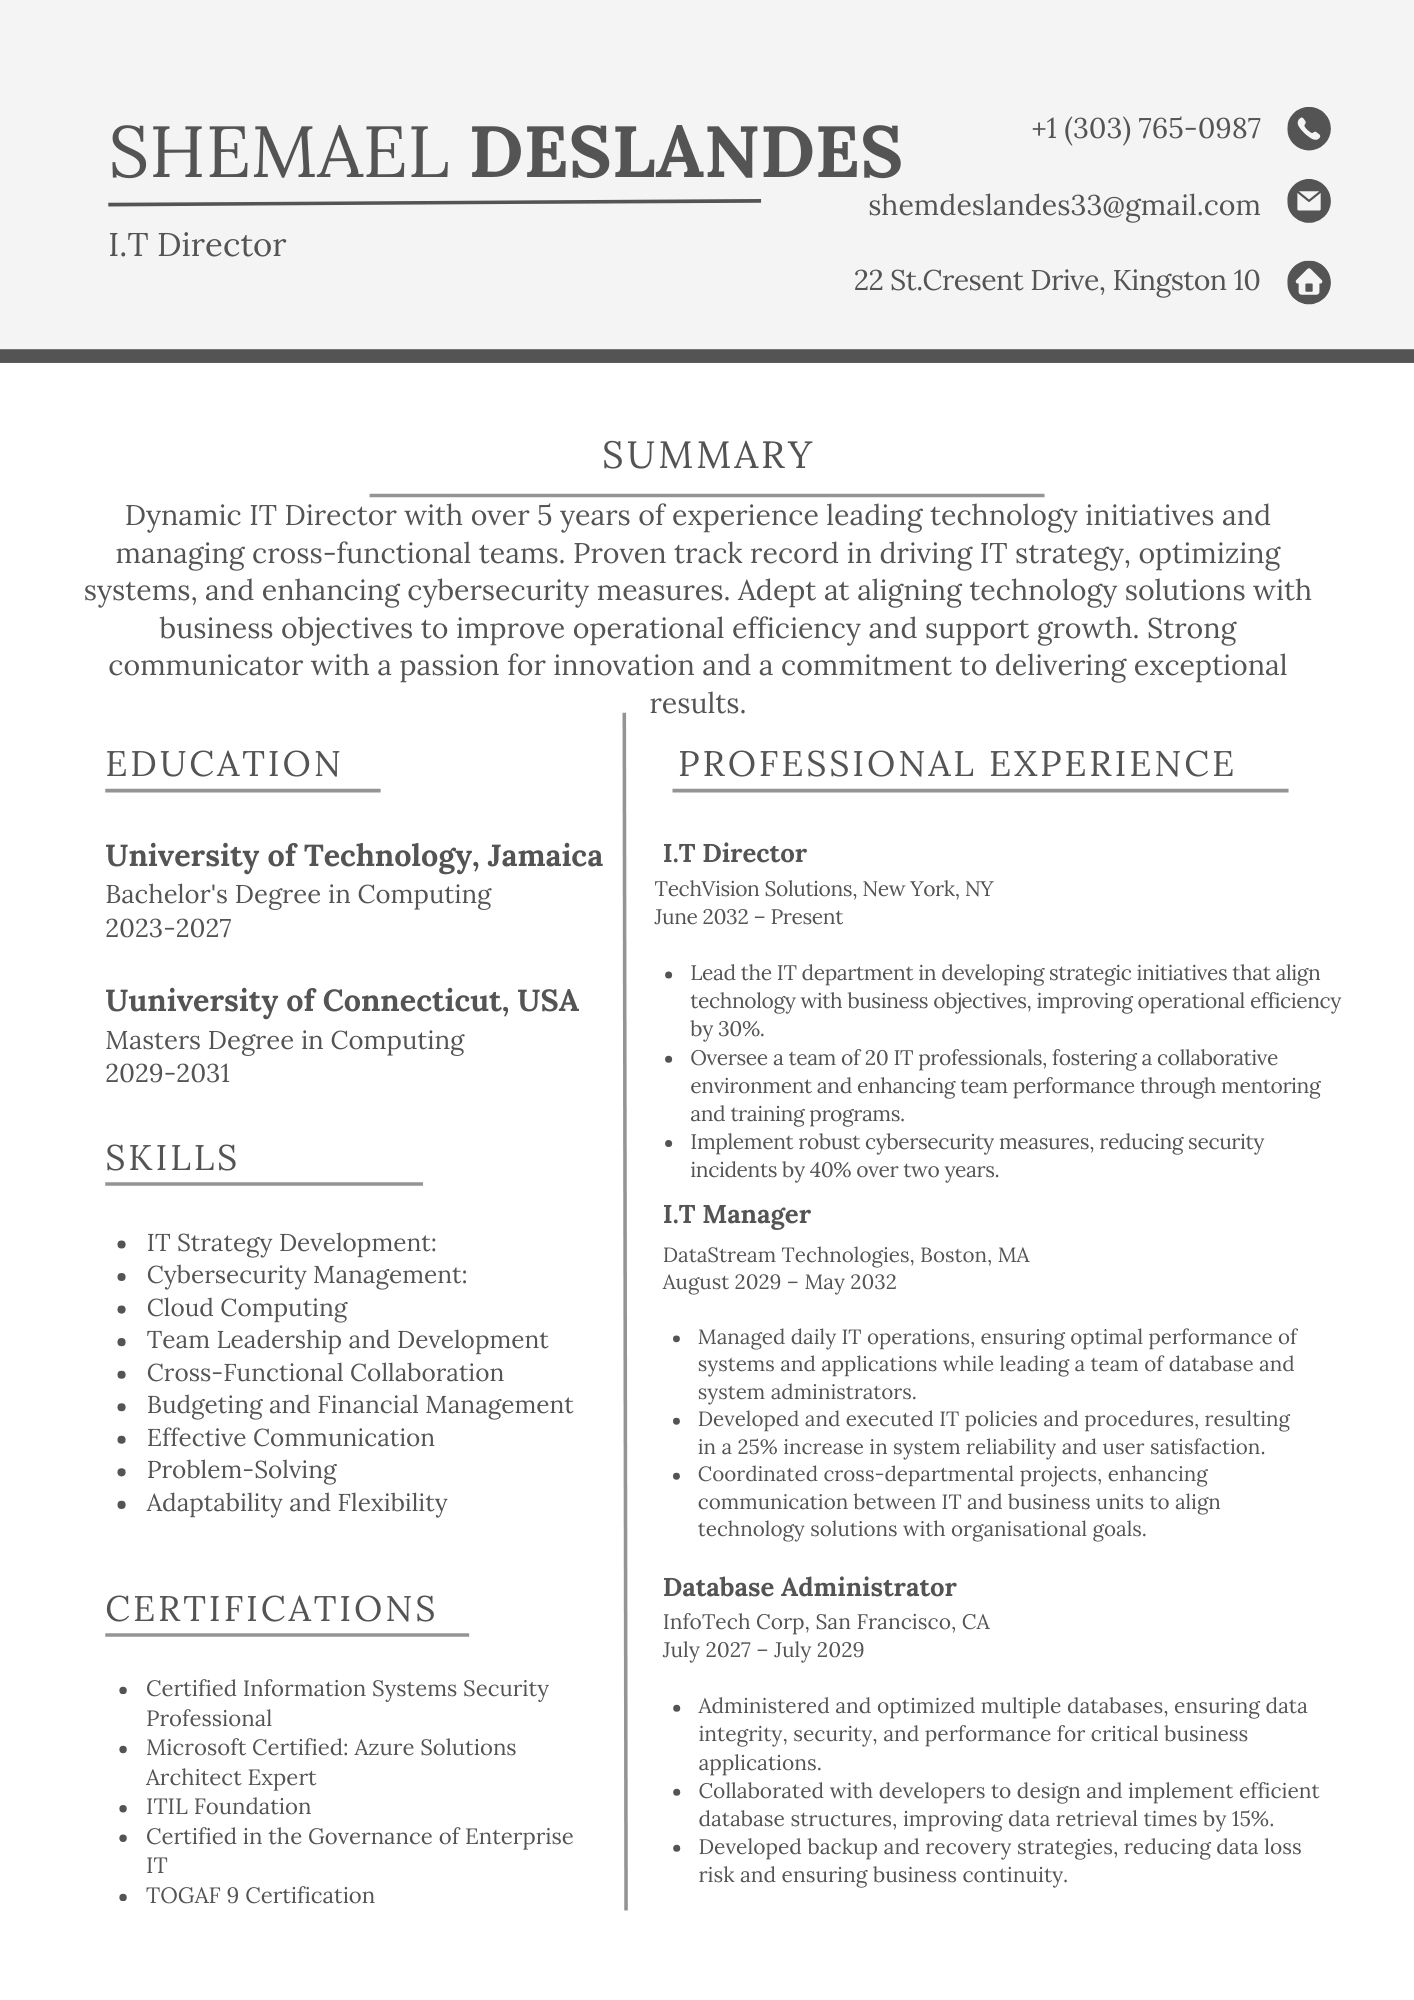 SHEMAEL DESLANDES
I.T Director
+1 (303) 765-0987
shemdeslandes33@gmail.com
22 St.Cresent Drive, Kingston 10
SUMMARY
Dynamic IT Director with over 5 years of experience leading technology initiatives and
managing cross-functional teams. Proven track record in driving IT strategy, optimizing
systems, and enhancing cybersecurity measures. Adept at aligning technology solutions with
business objectives to improve operational efficiency and support growth. Strong
communicator with a passion for innovation and a commitment to delivering exceptional
results.
EDUCATION
University of Technology, Jamaica
Bachelor's Degree in Computing
2023-2027
Uuniversity of Connecticut, USA
Masters Degree in Computing
2029-2031
SKILLS
• IT Strategy Development:
• Cybersecurity Management:
• Cloud Computing
• Team Leadership and Development
• Cross-Functional Collaboration
• Budgeting and Financial Management
• Effective Communication
• Problem-Solving
• Adaptability and Flexibility
CERTIFICATIONS
• Certified Information Systems Security
Professional
• Microsoft Certified: Azure Solutions
Architect Expert
• ITIL Foundation
• Certified in the Governance of Enterprise
IT
• TOGAF 9 Certification
PROFESSIONAL EXPERIENCE
I.T Director
TechVision Solutions, New York, NY
June 2032 – Present
• Lead the IT department in developing strategic initiatives that align
technology with business objectives, improving operational efficiency
by 30%.
• Oversee a team of 20 IT professionals, fostering a collaborative
environment and enhancing team performance through mentoring
and training programs.
• Implement robust cybersecurity measures, reducing security
incidents by 40% over two years.
I.T Manager
DataStream Technologies, Boston, MA
August 2029 – May 2032
• Managed daily IT operations, ensuring optimal performance of
systems and applications while leading a team of database and
system administrators.
• Developed and executed IT policies and procedures, resulting
in a 25% increase in system reliability and user satisfaction.
• Coordinated cross-departmental projects, enhancing
communication between IT and business units to align
technology solutions with organisational goals.
Database Administrator
InfoTech Corp, San Francisco, CA
July 2027 – July 2029
• Administered and optimized multiple databases, ensuring data
integrity, security, and performance for critical business
applications.
• Collaborated with developers to design and implement efficient
database structures, improving data retrieval times by 15%.
• Developed backup and recovery strategies, reducing data loss
risk and ensuring business continuity.